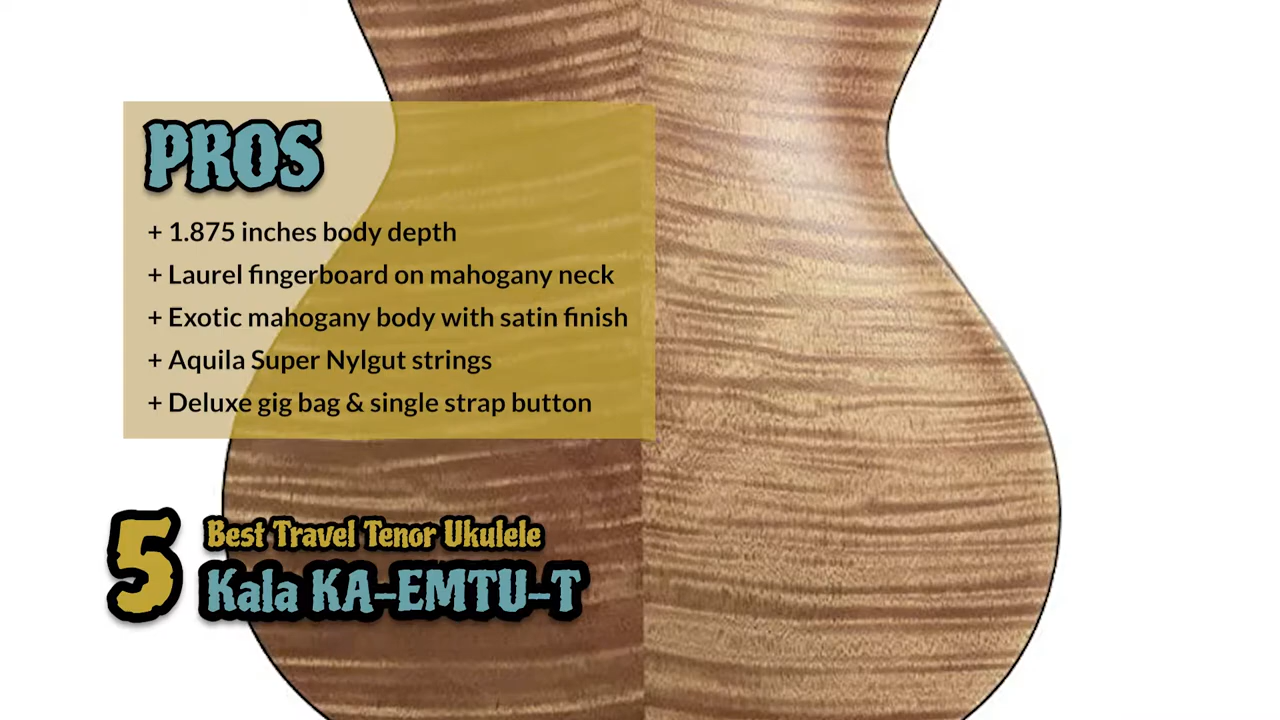 PROS
+ 1.875 inches body depth
+ Laurel fingerboard on mahogany neck
+ Exotic mahogany body with satin finish
+ Aquila Super Nylgut strings
+ Deluxe gig bag & single strap button
5
Best Travel Tenor Ukulele
Kala KA-EMTU-T